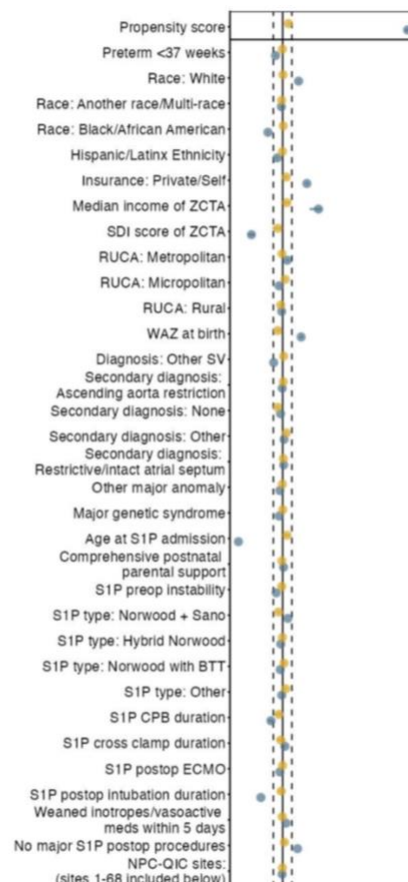 Propensity score
Preterm <37 weeks
Race: White
Race: Another race/Multi-race
Race: Black/African American
Hispanic/Latinx Ethnicity
Insurance: Private/Self
Median income of ZCTA
SDI score of ZCTA
RUCA: Metropolitan
RUCA: Micropolitan
RUCA: Rural
WAZ at birth
Diagnosis: Other SV
Secondary diagnosis:
Ascending aorta restriction
Secondary diagnosis: None
Secondary diagnosis: Other
Secondary diagnosis:
Restrictive/intact atrial septum
Other major anomaly
Major genetic syndrome
Age at S1P admission
Comprehensive postnatal
parental support
S1P preop instability
S1P type: Norwood + Sano
S1P type: Hybrid Norwood
S1P type: Norwood with BTT
S1P type: Other
S1P CPB duration
S1P cross clamp duration
S1P postop ECMO
S1P postop intubation duration
Weaned inotropes/vasoactive
meds within 5 days
No major S1P postop procedures
NPC-QIC sites:
(sites 1-68 included below)